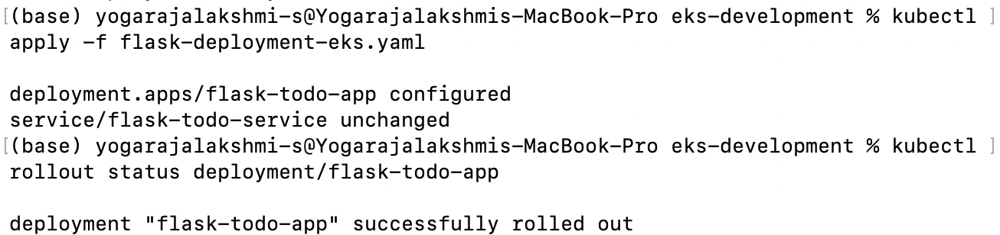 [(base) yogarajalakshmi-s@Yogarajalakshmis-MacBook-Pro eks-development % kubectl ]
apply -f flask-deployment-eks.yaml
deployment.apps/flask-todo-app configured
service/flask-todo-service unchanged
[(base) yogarajalakshmi-s@Yogarajalakshmis-MacBook-Pro eks-development % kubectl ]
rollout status deployment/flask-todo-app
deployment "flask-todo-app" successfully rolled out